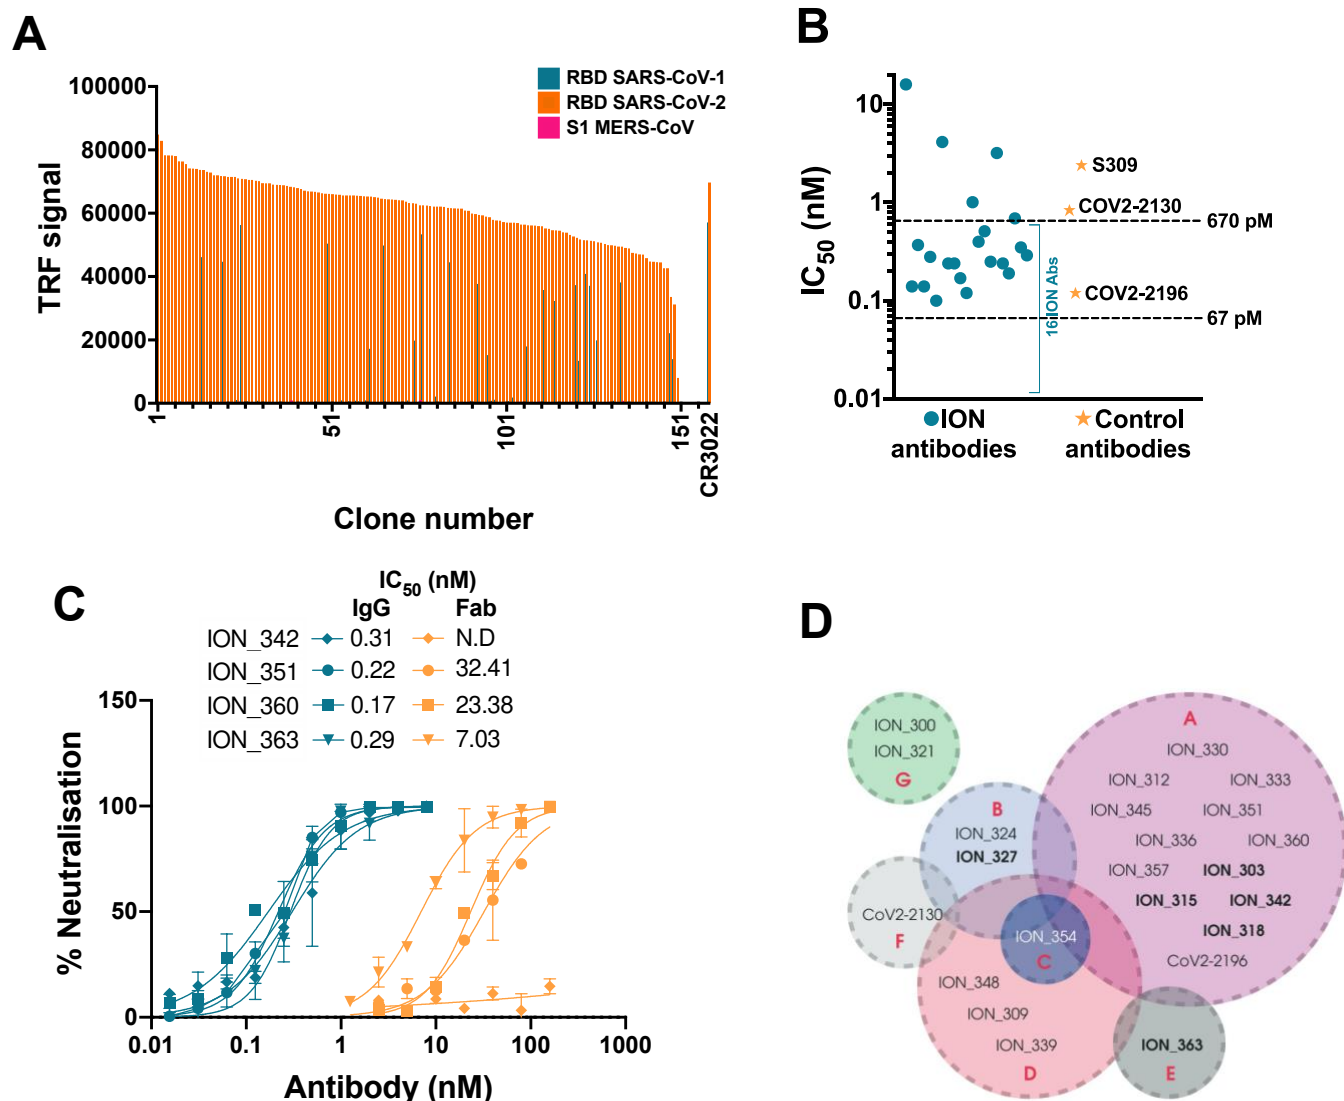 A
100000
80000
60000
40000
20000
0
TRF signal
RBD SARS-CoV-1
RBD SARS-CoV-2
S1 MERS-CoV
1
51
101
151
CR3022
Clone number
B
10
1
0.1
0.01
IC50 (nM)
S309
COV2-2130
670 pM
COV2-2196
67 pM
16 ION Abs
ION
antibodies
Control
antibodies
C
IC50 (nM)
IgG
Fab
ION_342 0.31 N.D
ION_351 0.22 32.41
ION_360 0.17 23.38
ION_363 0.29 7.03
150
100
50
0
% Neutralisation
0.01
0.1
1
10
100
1000
Antibody (nM)
D
ION_300
ION_321
G
B
ION_324
ION_327
A
ION_330
ION_312
ION_333
ION_345
ION_351
ION_336
ION_360
ION_357
ION_303
ION_315
ION_342
ION_318
CoV2-2196
CoV2-2130
F
ION_354
C
ION_348
ION_309
ION_339
D
ION_363
E